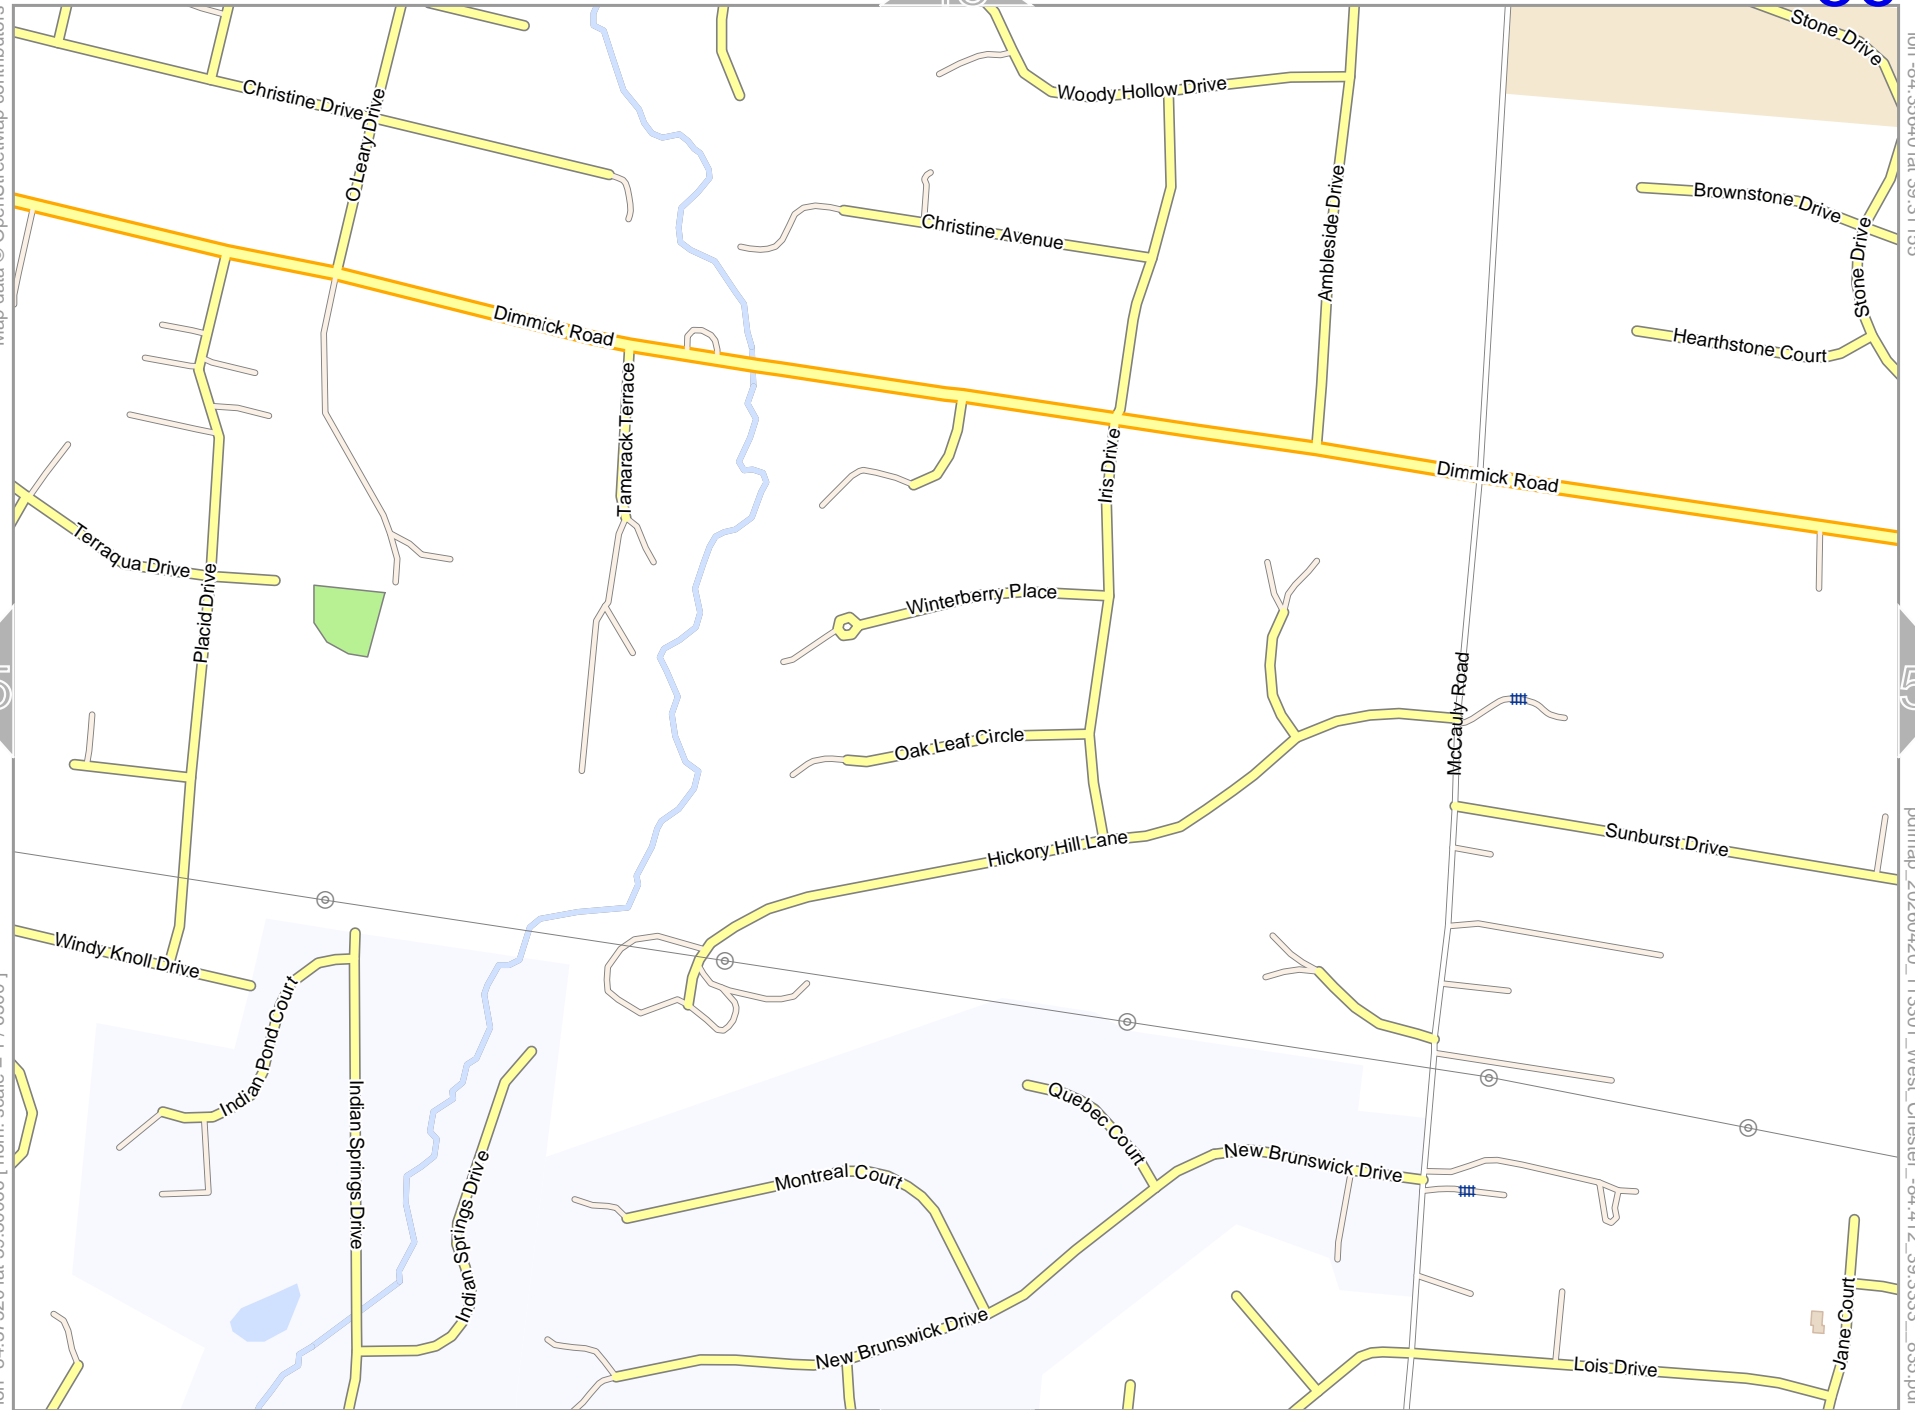 Stone Drive
Christine Drive
O Leary Drive
Woody Hollow Drive
Brownstone Drive
Christine Avenue
Ambleside Drive
Stone Drive
Dimmick Road
Hearthstone Court
Tamarack Terrace
Iris Drive
Dimmick Road
Terraqua Drive
Placid Drive
Winterberry Place
McCauly Road
Oak Leaf Circle
Hickory Hill Lane
Sunburst Drive
Windy Knoll Drive
Indian Pond Court
Indian Springs Drive
Indian Springs Drive
Indian
Quebec Court
New Brunswick Drive
Montreal Court
New Brunswick Drive
Jane Court
Lois Drive